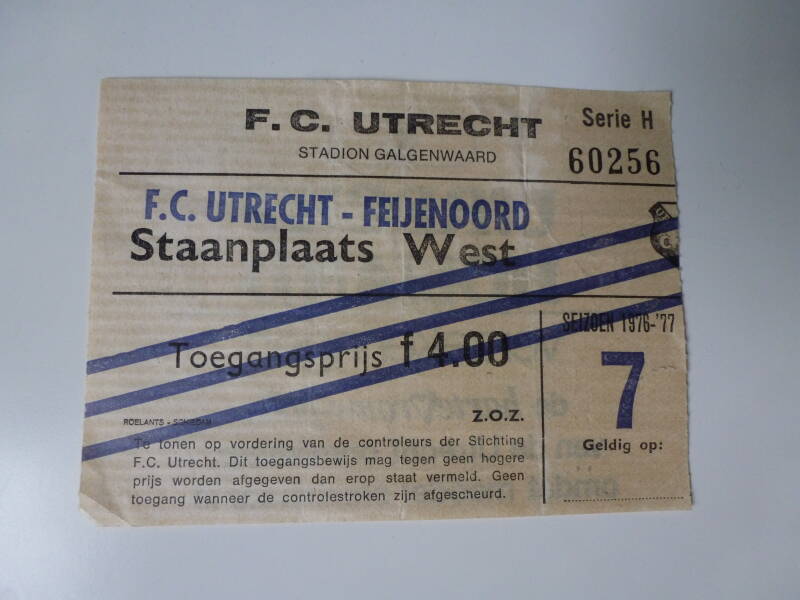 F.C. UTRECHT
STADION GALGENWAARD
Serie H
60256
F.C. UTRECHT - FEIJENOORD
Staanplaats West
Toegangsprijs f 4.00
SEIZOEN 1976-'77
7
Geldig op:
ROELANTS - SCHIEDAM
Z.O.Z.
Te tonen op vordering van de controleurs der Stichting
F.C. Utrecht. Dit toegangsbewijs mag tegen geen hogere
prijs worden afgegeven dan erop staat vermeld. Geen
toegang wanneer de controlestroken zijn afgescheurd.